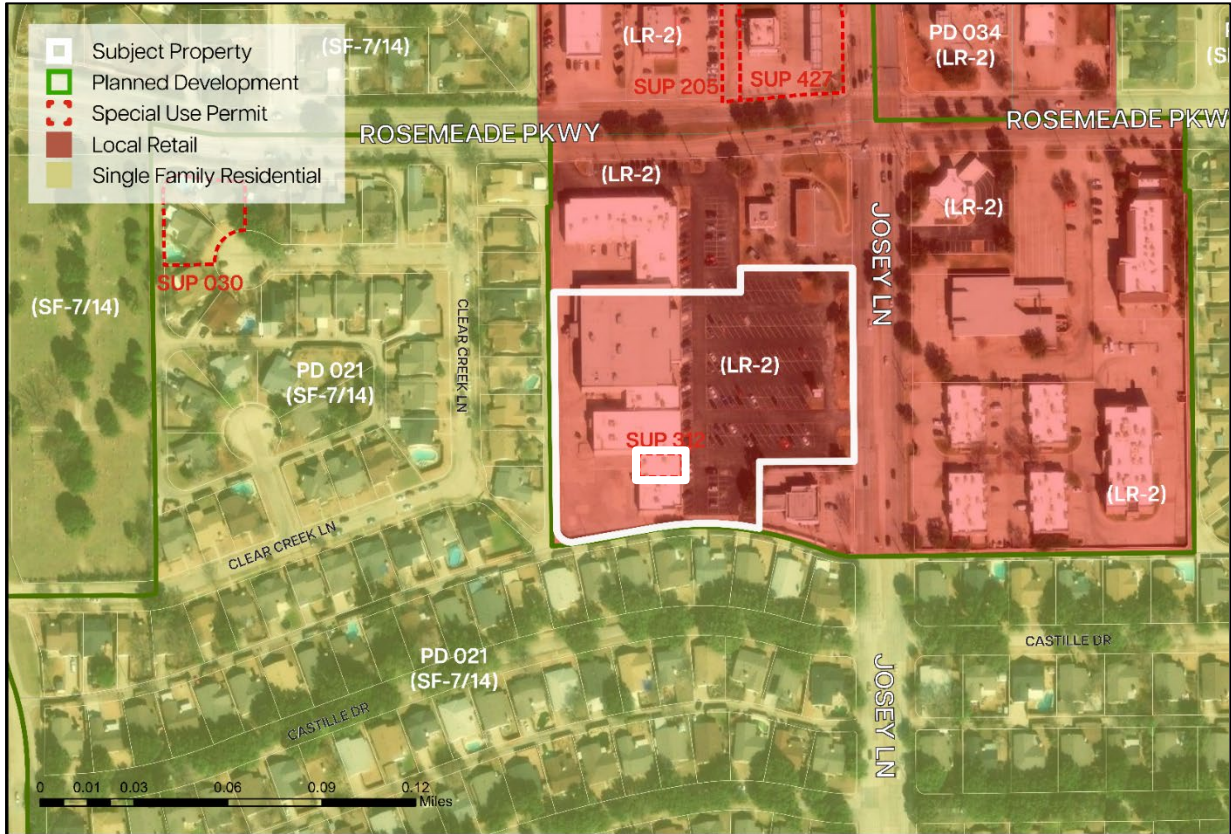 Subject Property
Planned Development
Special Use Permit
Local Retail
Single Family Residential
(SF-7/14)
(LR-2)
SUP 205
SUP 427
PD 034
(LR-2)
ROSEMEADE PKWY
ROSEMEADE PKW
(LR-2)
(LR-2)
JOSEY LN
SUP 030
(SF-7/14)
CLEAR CREEK LN
PD 021
(SF-7/14)
(LR-2)
SUP
(LR-2)
CLEAR CREEK LN
PD 021
(SF-7/14)
CASTILLE DR
CASTILLE DR
JOSEY LN
0 0.01 0.03 0.06 0.09 0.12
Miles